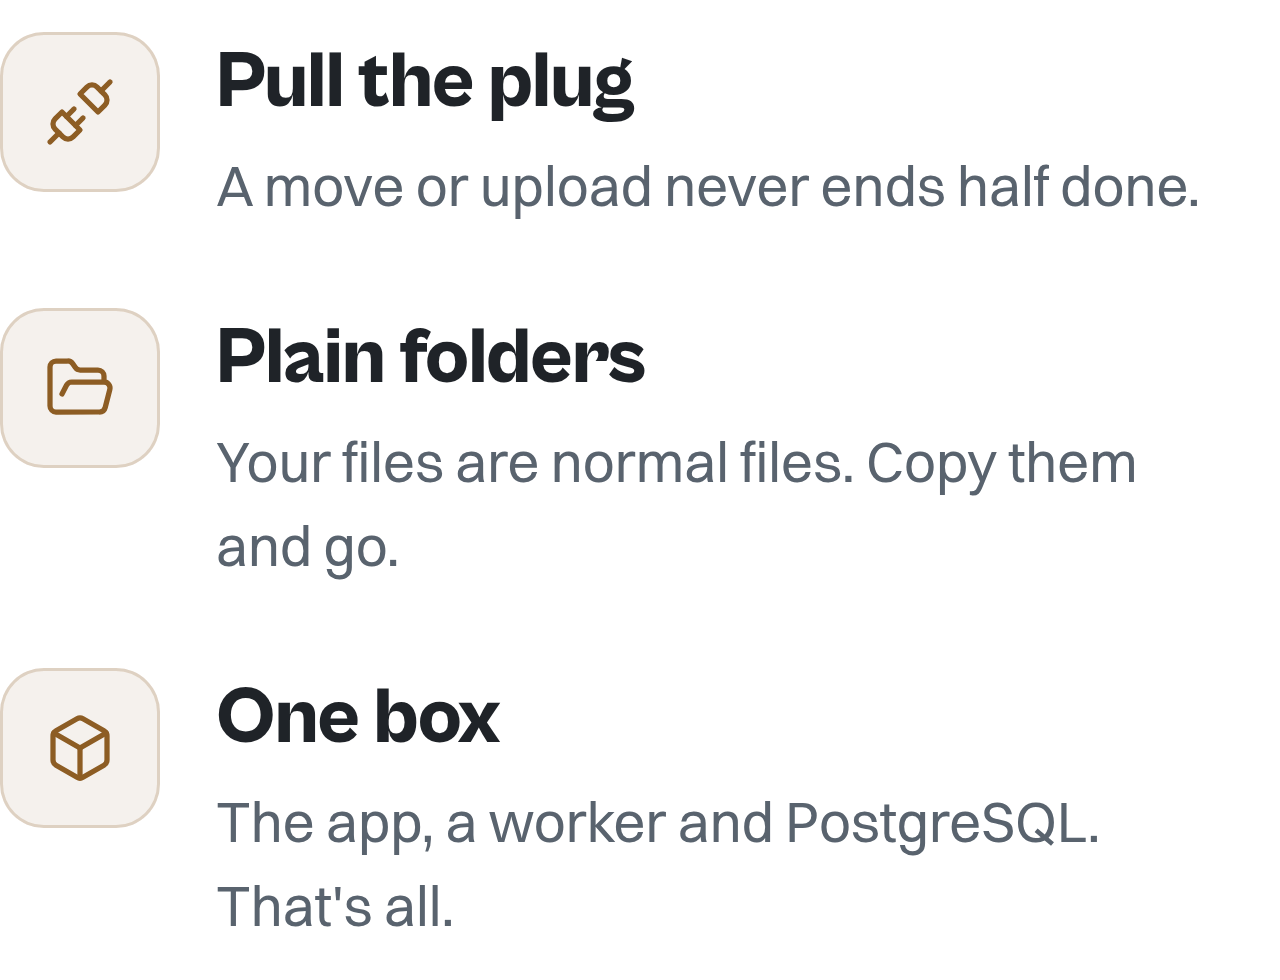 Pull the plug
A move or upload never ends half done.
Plain folders
Your files are normal files. Copy them
and go.
One box
The app, a worker and PostgreSQL.
That's all.